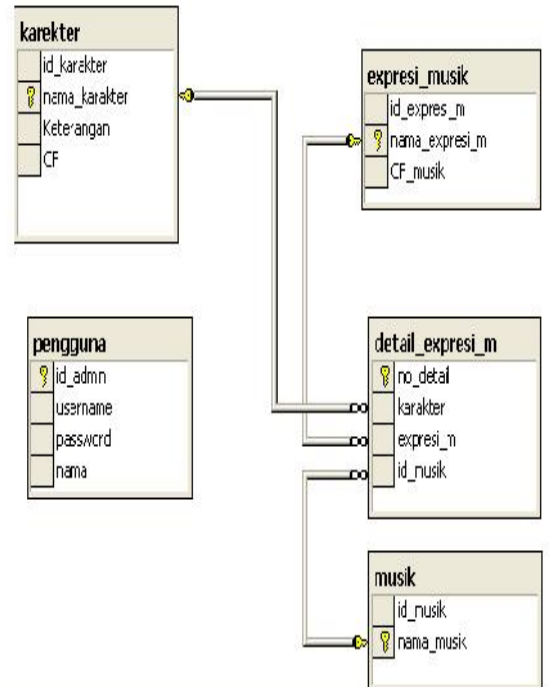 karekter
id_karakter
nama_karakter
Keterangan
CF
expresi_musik
id_expresi_m
nama_expresi_m
CF_musik
pengguna
id_admn
username
password
nama
detail_expresi_m
no_detail
karakter
expresi_m
id_musik
musik
id_musik
nama_musik